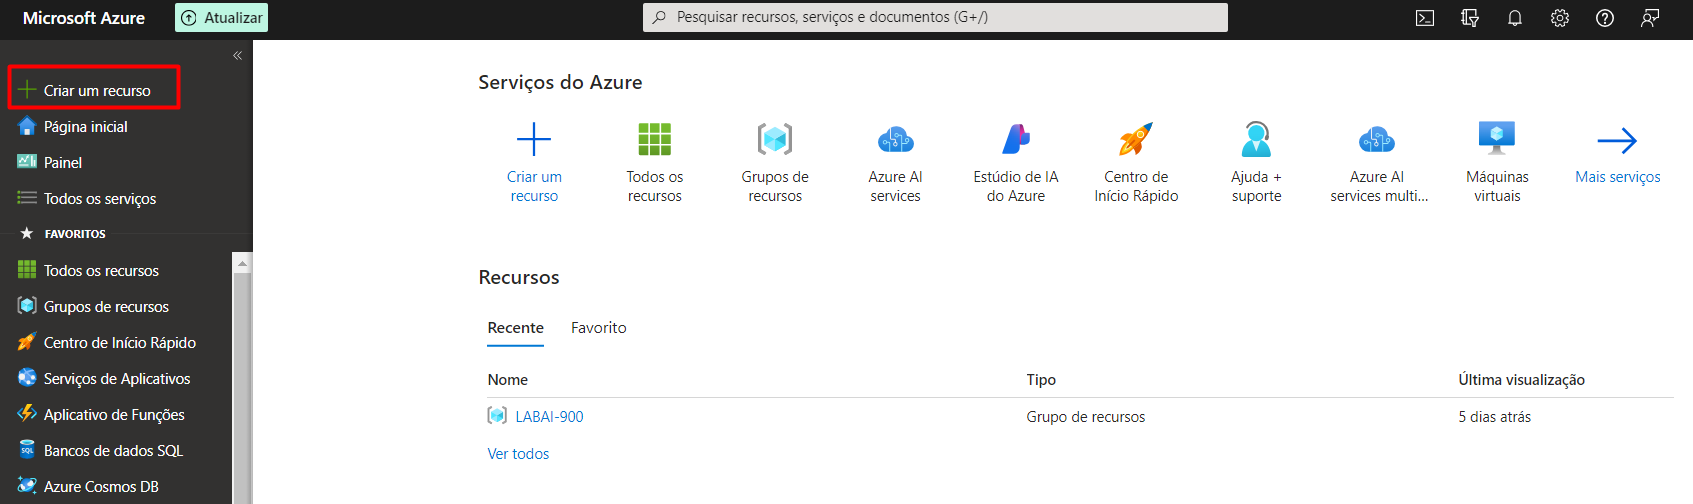 Microsoft Azure
Atualizar
Pesquisar recursos, serviços e documentos (G+/)
«
Criar um recurso
Página inicial
Painel
Todos os serviços
FAVORITOS
Todos os recursos
Grupos de recursos
Centro de Início Rápido
Serviços de Aplicativos
Aplicativo de Funções
Bancos de dados SQL
Azure Cosmos DB
Serviços do Azure
Criar um
recurso
Todos os
recursos
Grupos de
recursos
Azure AI
services
Estúdio de IA
do Azure
Centro de
Início Rápido
Ajuda +
suporte
Azure AI
services multi...
Máquinas
virtuais
Mais serviços
Recursos
Recente Favorito
Nome Tipo Última visualização
LABAI-900 Grupo de recursos 5 dias atrás
Ver todos